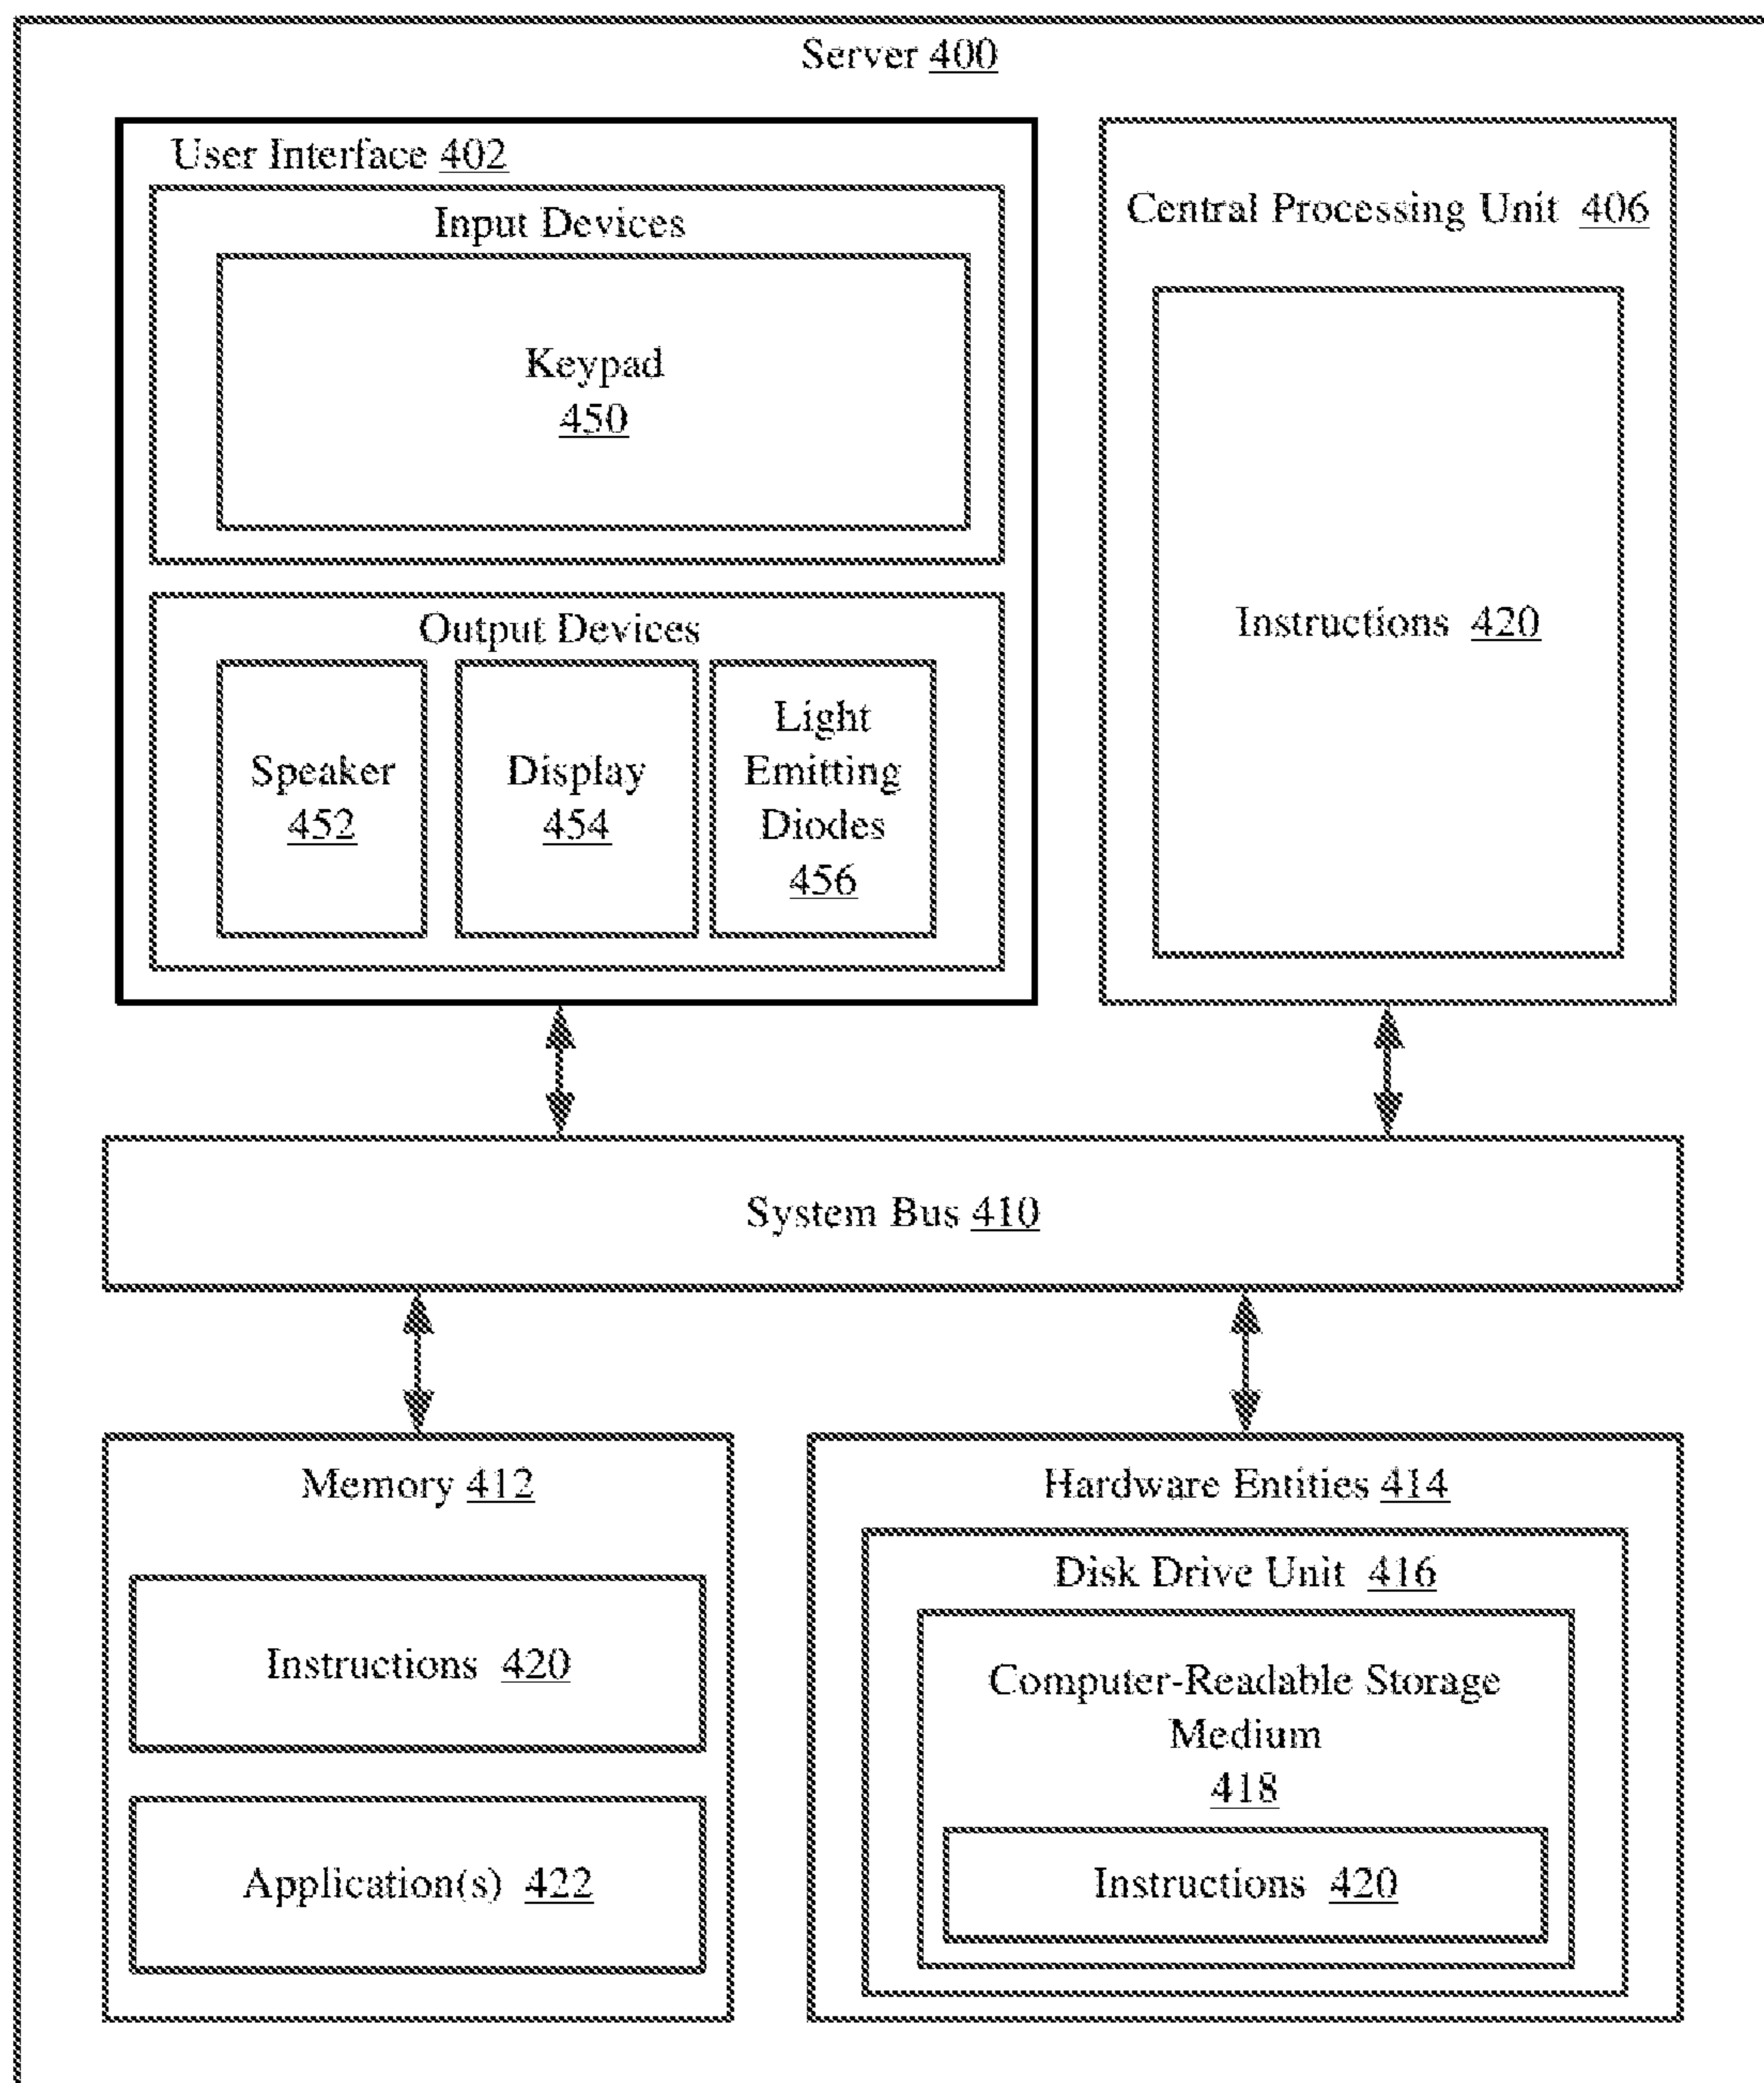 Server 400
User Interface 402
Input Devices
Keypad
450
Output Devices
Speaker
452
Display
454
Light
Emitting
Diodes
456
Central Processing Unit 406
Instructions 420
System Bus 410
Memory 412
Instructions 420
Application(s) 422
Hardware Entities 414
Disk Drive Unit 416
Computer-Readable Storage
Medium
418
Instructions 420